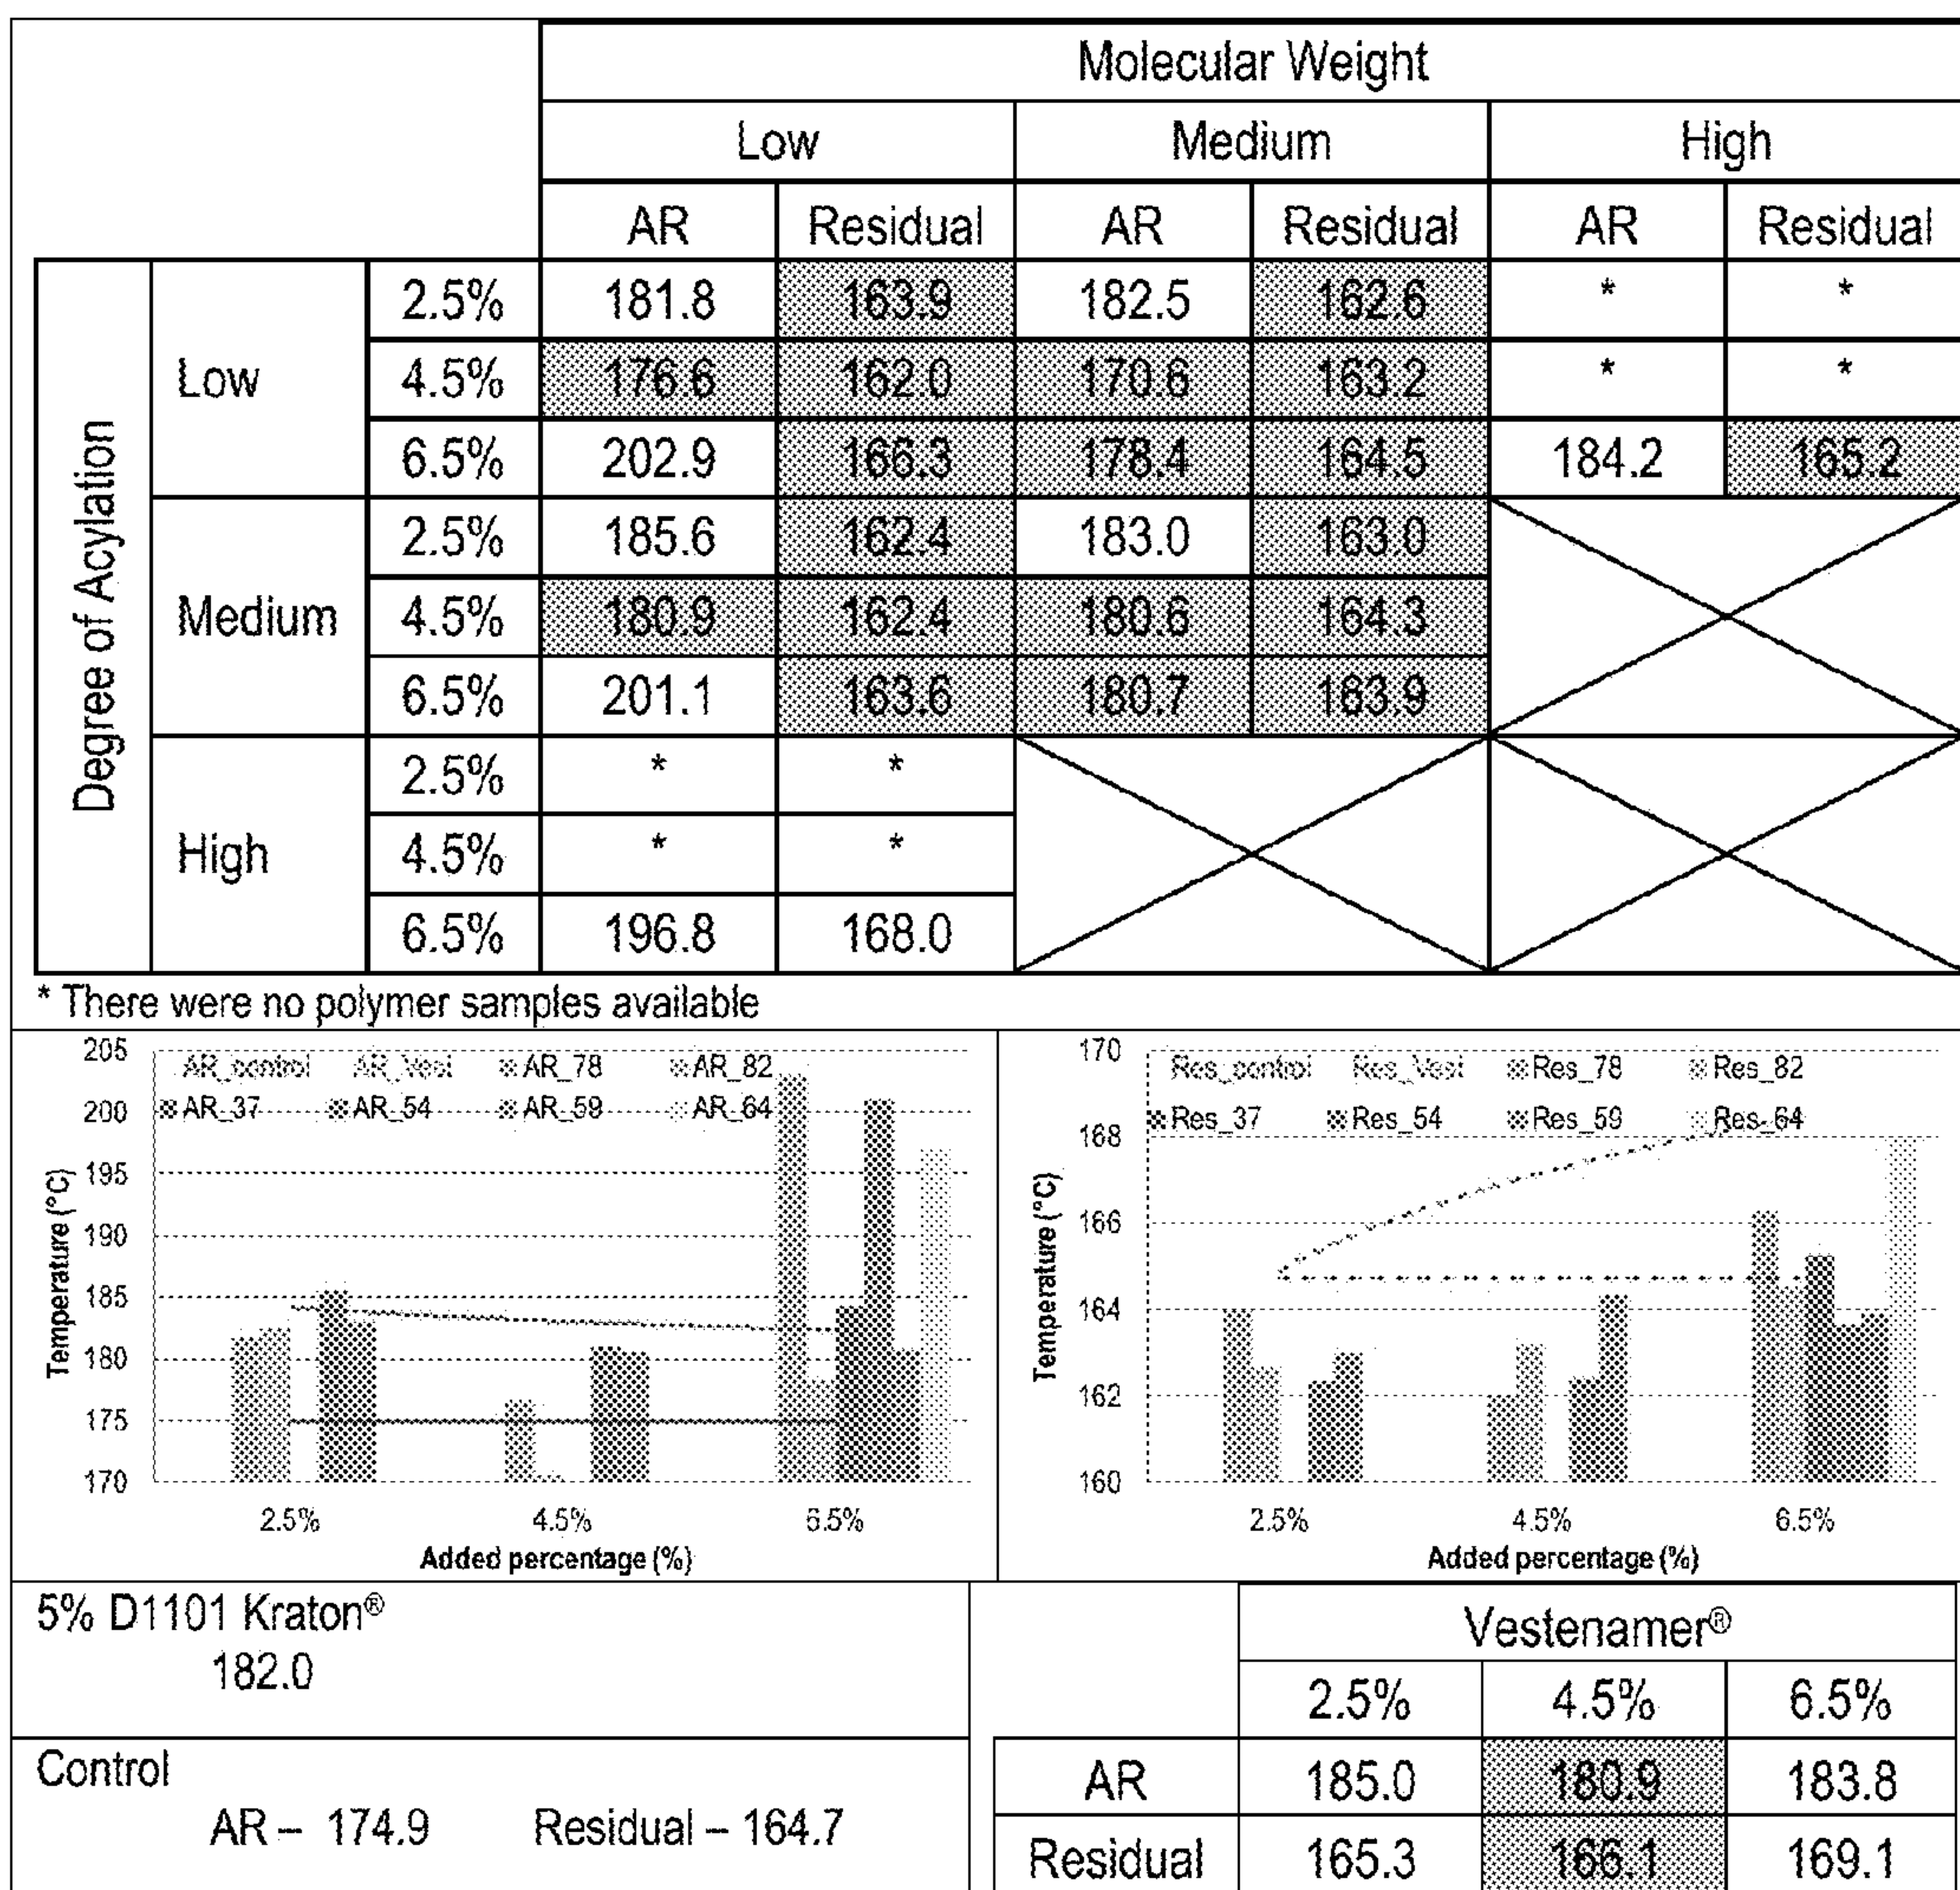 Molecular Weight
Low Medium High
AR Residual AR Residual AR Residual
Degree of Acylation
Low
2.5% 181.8 163.9 182.5 162.6 * *
4.5% 176.6 162.0 170.6 163.2 * *
6.5% 202.9 166.3 178.4 164.5 184.2 165.2
Medium
2.5% 185.6 162.4 183.0 163.0
4.5% 180.9 162.4 180.6 164.3
6.5% 201.1 163.6 180.7 163.9
High
2.5% * *
4.5% * *
6.5% 196.8 168.0
* There were no polymer samples available
AR_control AR_Vest AR_78 AR_82
AR_37 AR_54 AR_59 AR_64
Temperature (°C)
205
200
195
190
185
180
175
170
2.5% 4.5% 6.5%
Added percentage (%)
Res_control Res_Vest Res_78 Res_82
Res_37 Res_54 Res_59 Res_64
Temperature (°C)
170
168
166
164
162
160
2.5% 4.5% 6.5%
Added percentage (%)
5% D1101 Kraton®
182.0
Control
AR – 174.9 Residual – 164.7
Vestenamer®
2.5% 4.5% 6.5%
AR 185.0 180.9 183.8
Residual 165.3 166.1 169.1